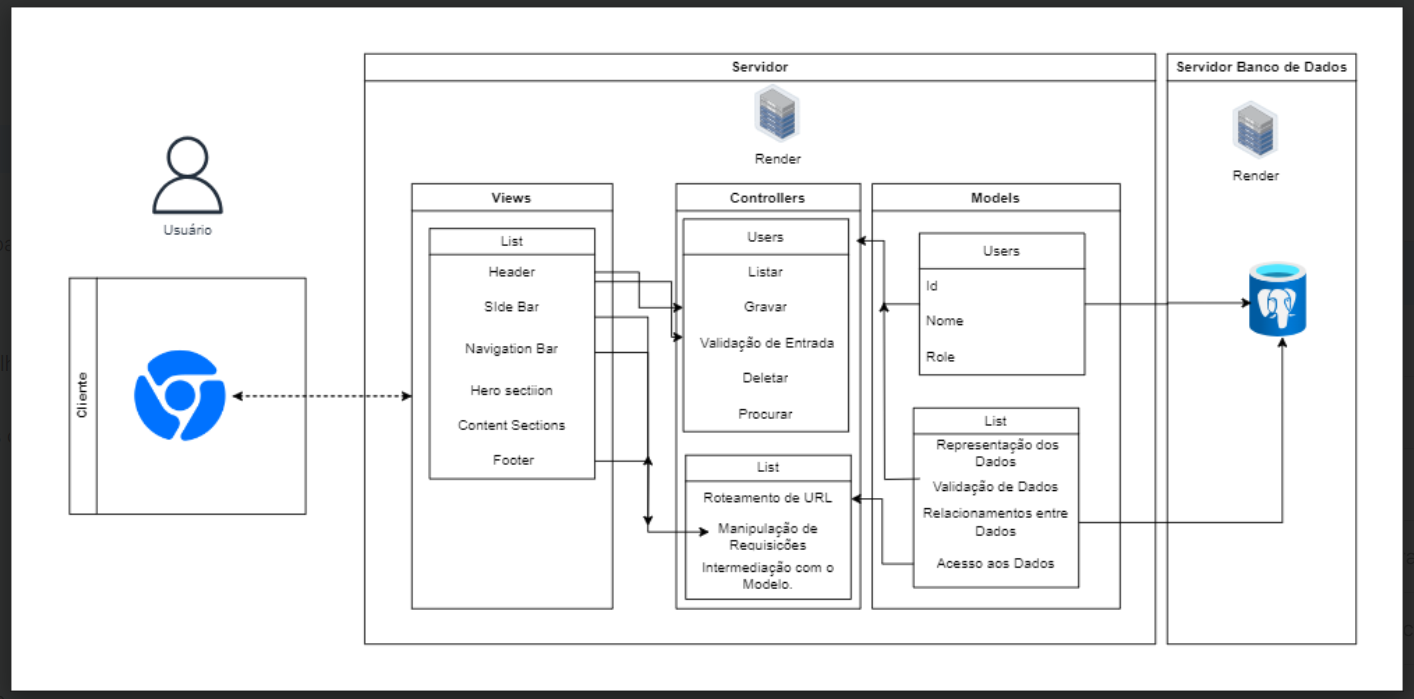 Servidor
Servidor Banco de Dados
Render
Render
Usuário
Cliente
Views
List
Header
SIde Bar
Navigation Bar
Hero sectiion
Content Sections
Footer
Controllers
Users
Listar
Gravar
Validação de Entrada
Deletar
Procurar
List
Roteamento de URL
Manipulação de
Requisições
Intermediação com o
Modelo.
Models
Users
Id
Nome
Role
List
Representação dos
Dados
Validação de Dados
Relacionamentos entre
Dados
Acesso aos Dados